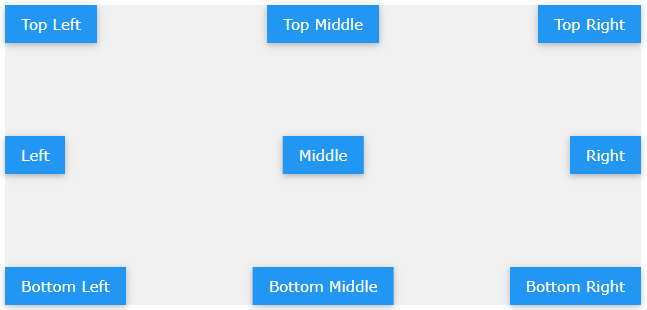 Top Left
Top Middle
Top Right
Left
Middle
Right
Bottom Left
Bottom Middle
Bottom Right